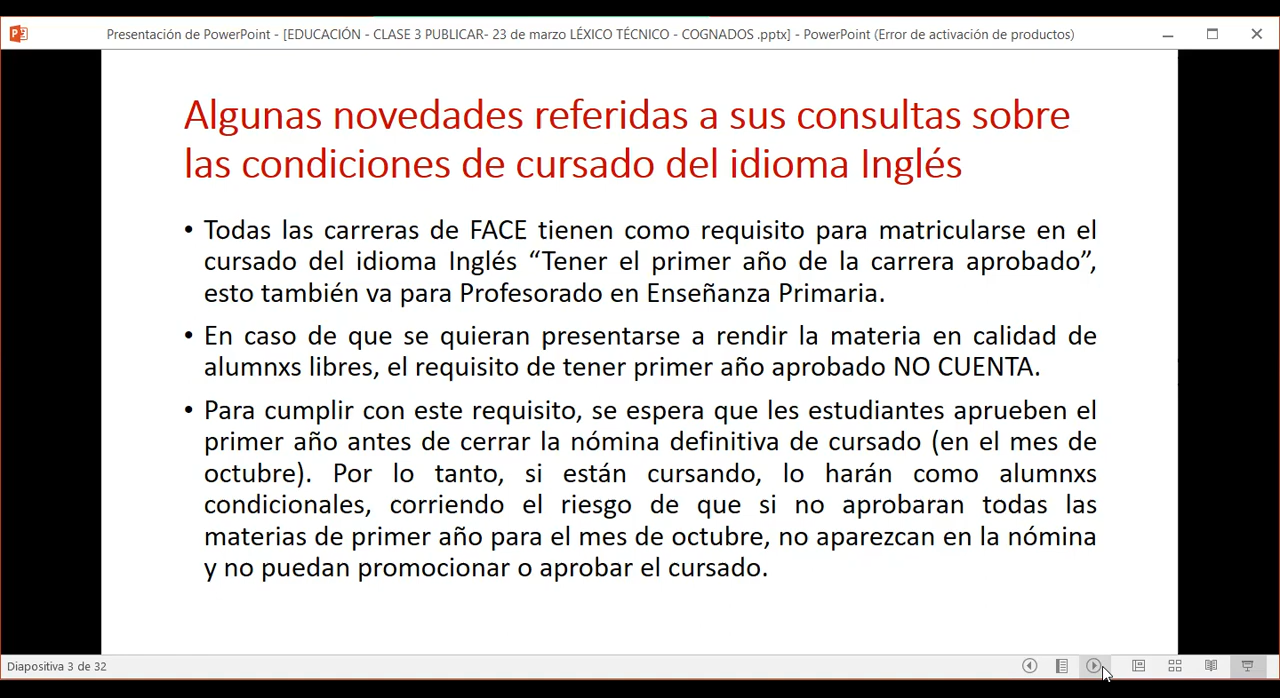 Presentación de PowerPoint - [EDUCACIÓN - CLASE 3 PUBLICAR- 23 de marzo LÉXICO TÉCNICO - COGNADOS .pptx] - PowerPoint (Error de activación de productos)
Algunas novedades referidas a sus consultas sobre
las condiciones de cursado del idioma Inglés
• Todas las carreras de FACE tienen como requisito para matricularse en el
cursado del idioma Inglés “Tener el primer año de la carrera aprobado”,
esto también va para Profesorado en Enseñanza Primaria.
• En caso de que se quieran presentarse a rendir la materia en calidad de
alumnxs libres, el requisito de tener primer año aprobado NO CUENTA.
• Para cumplir con este requisito, se espera que les estudiantes aprueben el
primer año antes de cerrar la nómina definitiva de cursado (en el mes de
octubre). Por lo tanto, si están cursando, lo harán como alumnxs
condicionales, corriendo el riesgo de que si no aprobaran todas las
materias de primer año para el mes de octubre, no aparezcan en la nómina
y no puedan promocionar o aprobar el cursado.
Diapositiva 3 de 32